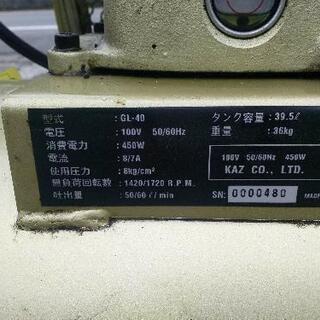 型式 : GL-40
電圧 : 100V 50/60Hz
消費電力 : 450W
電流 : 8/7A
使用圧力 : 8kg/cm²
無負荷回転数 : 1420/1720 R.P.M.
吐出量 : 50/60 ℓ/min
タンク容量 : 39.5ℓ
重量 : 36kg
100V 50/60Hz 450W
KAZ CO., LTD.
SN: 0000480